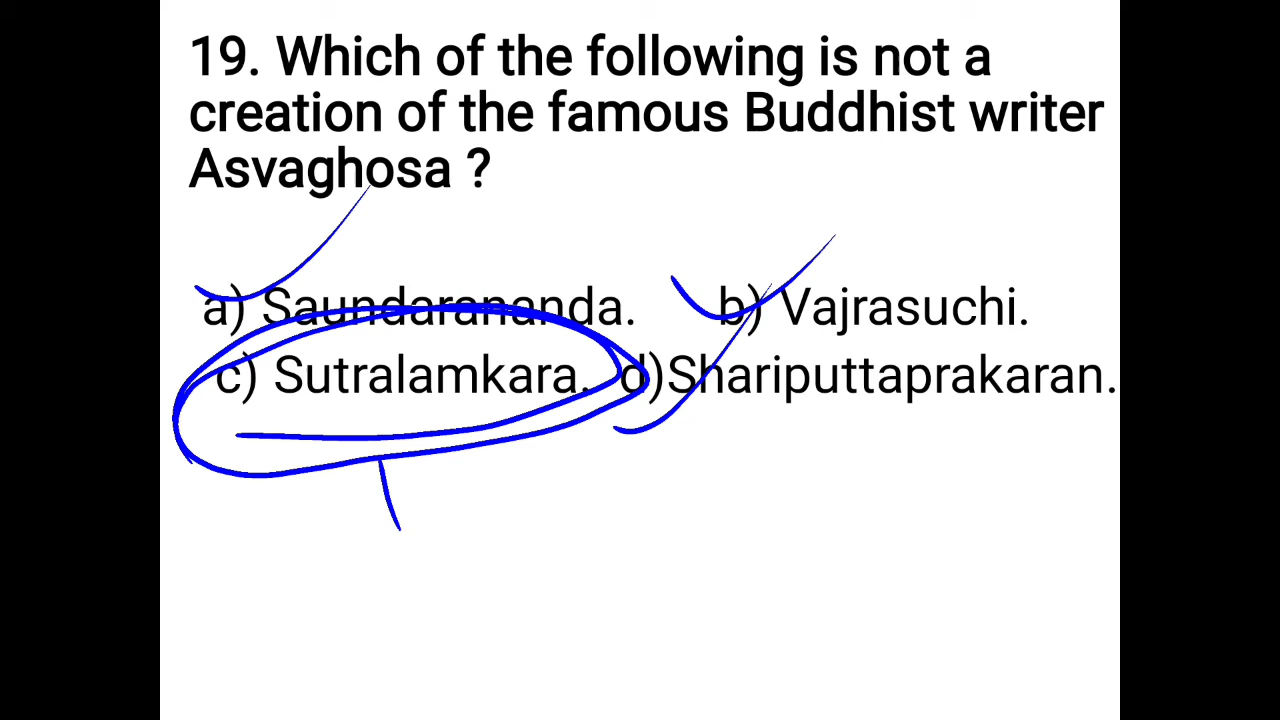 19. Which of the following is not a
creation of the famous Buddhist writer
Asvaghosa ?
a) Saundarananda. b) Vajrasuchi.
c) Sutralamkara. d)Shariputtaprakaran.